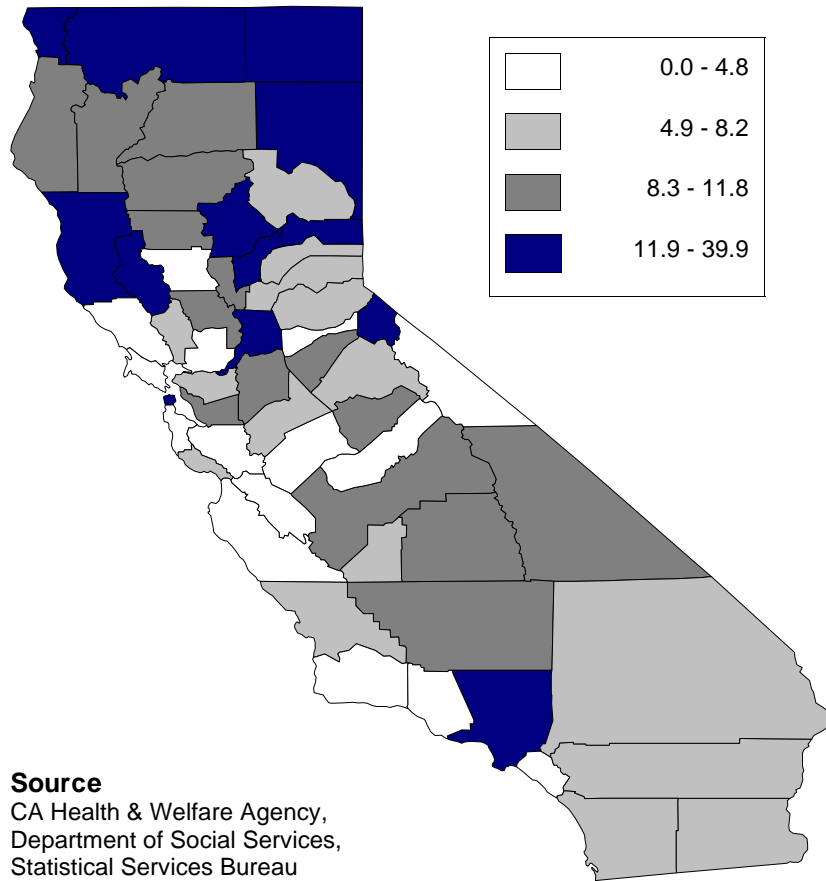 0.0 - 4.8
4.9 - 8.2
8.3 - 11.8
11.9 - 39.9
Source
CA Health & Welfare Agency,
Department of Social Services,
Statistical Services Bureau